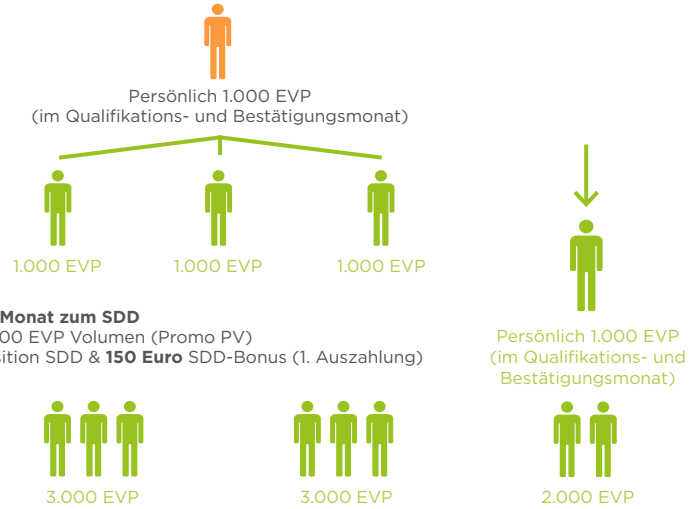 Persönlich 1.000 EVP
(im Qualifikations- und Bestätigungsmonat)
1.000 EVP
1.000 EVP
1.000 EVP
Monat zum SDD
00 EVP Volumen (Promo PV)
sition SDD & 150 Euro SDD-Bonus (1. Auszahlung)
Persönlich 1.000 EVP
(im Qualifikations- und
Bestätigungsmonat)
3.000 EVP
3.000 EVP
2.000 EVP